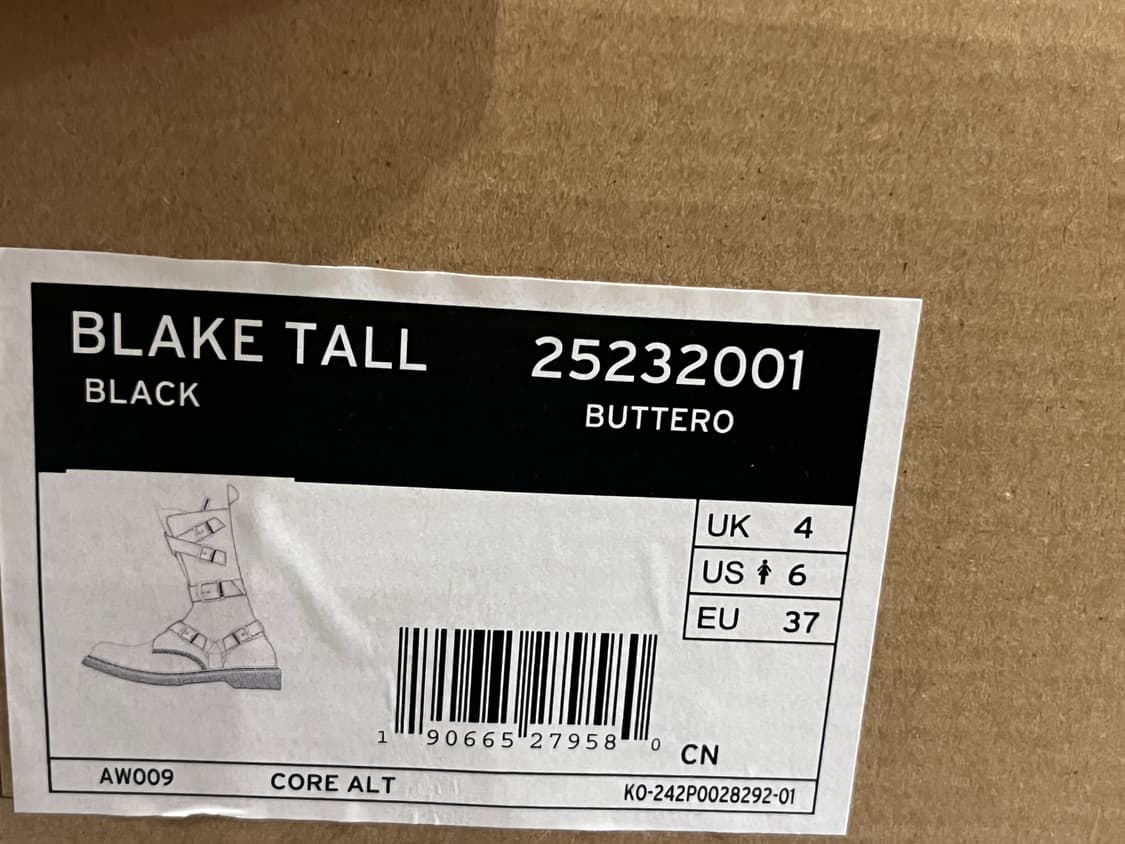 BLAKE TALL 25232001
BLACK BUTTERO
UK 4
US 6
EU 37
1 90665 27958 0 CN
AW009 CORE ALT K0-242P0028292-01